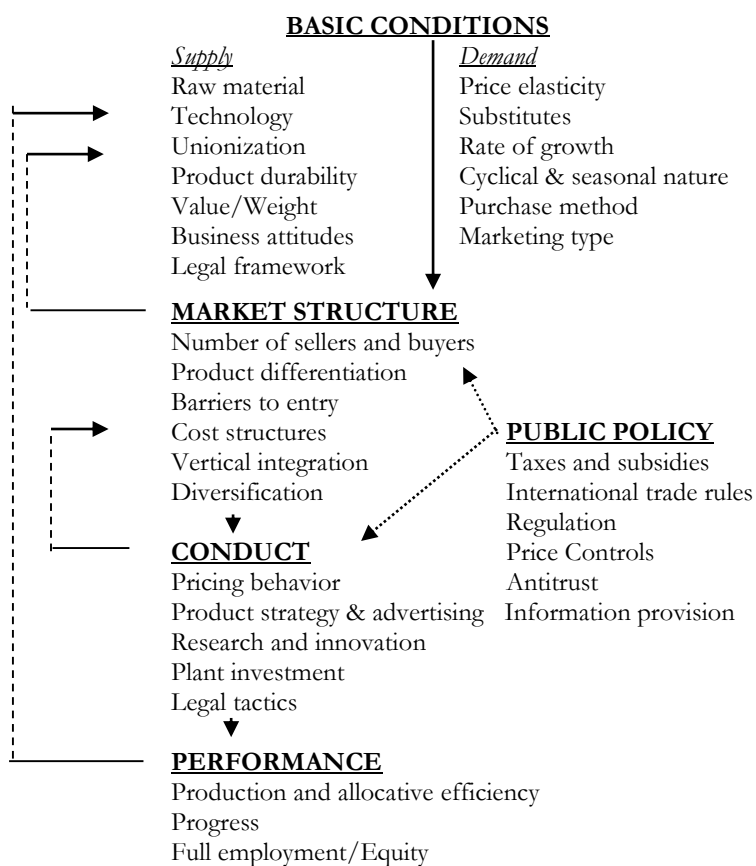 BASIC CONDITIONS
Supply
Raw material
Technology
Unionization
Product durability
Value/Weight
Business attitudes
Legal framework
Demand
Price elasticity
Substitutes
Rate of growth
Cyclical & seasonal nature
Purchase method
Marketing type
MARKET STRUCTURE
Number of sellers and buyers
Product differentiation
Barriers to entry
Cost structures
Vertical integration
Diversification
PUBLIC POLICY
Taxes and subsidies
International trade rules
Regulation
Price Controls
Antitrust
Information provision
CONDUCT
Pricing behavior
Product strategy & advertising
Research and innovation
Plant investment
Legal tactics
PERFORMANCE
Production and allocative efficiency
Progress
Full employment/Equity